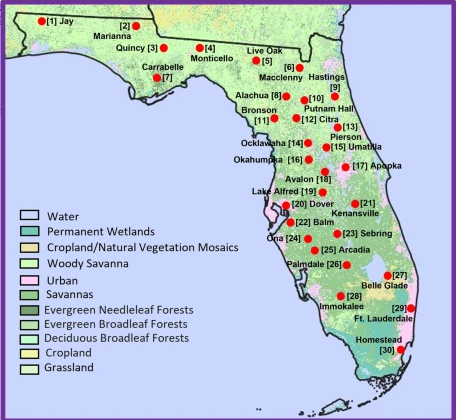 [1] Jay
[2]
Marianna
Quincy [3]
[4]
Monticello
Live Oak
[5]
[6]
Macclenny
Carrabelle
[7]
Hastings
[9]
Alachua [8]
[10]
Putnam Hall
Bronson
[11]
[12] Citra
[13]
Pierson
Ocklawaha [14]
[15] Umatilla
Okahumpka [16]
[17] Apopka
Avalon [18]
Lake Alfred [19]
[20] Dover
[21]
Kenansville
[22] Balm
[23] Sebring
Ona [24]
[25] Arcadia
Palmdale [26]
[27]
Belle Glade
[28]
Immokalee
[29]
Ft. Lauderdale
Homestead
[30]
Water
Permanent Wetlands
Cropland/Natural Vegetation Mosaics
Woody Savanna
Urban
Savannas
Evergreen Needleleaf Forests
Evergreen Broadleaf Forests
Deciduous Broadleaf Forests
Cropland
Grassland